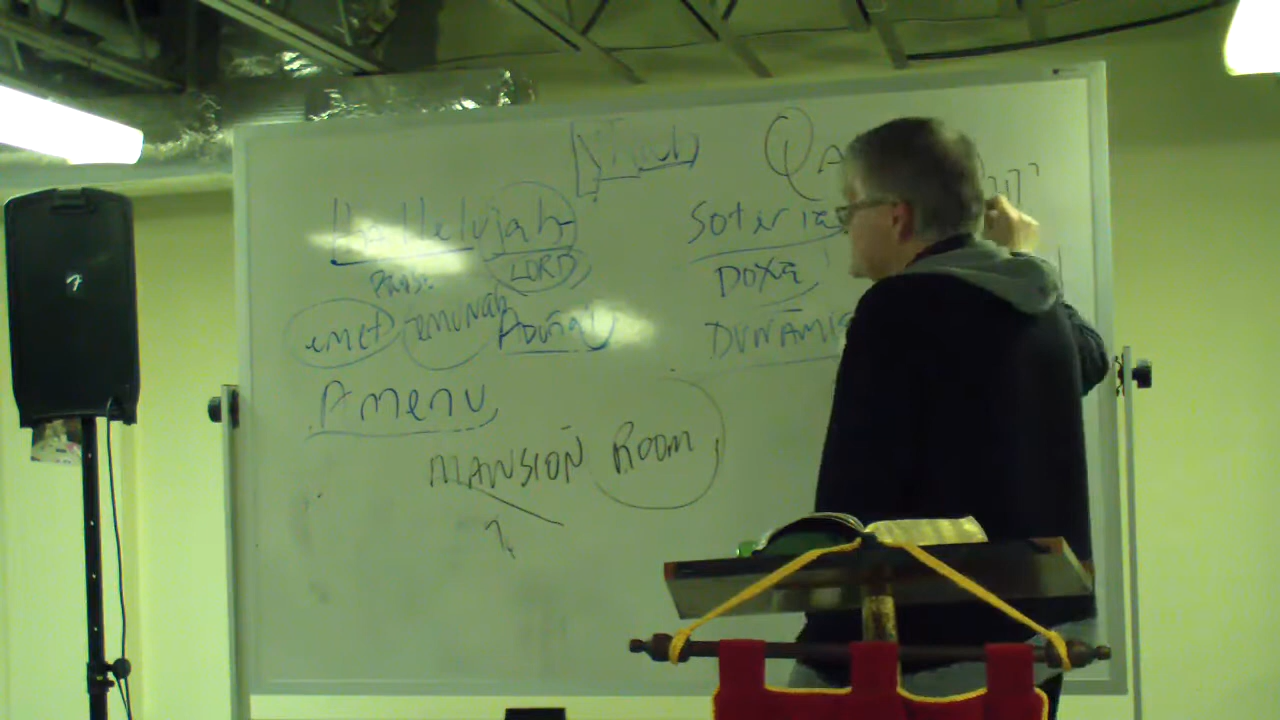 Hallelujah Soteria
PRAISE LORD DOXA
emet emunah Adonai DUNAMIS
Amenu
MANSION ROOM